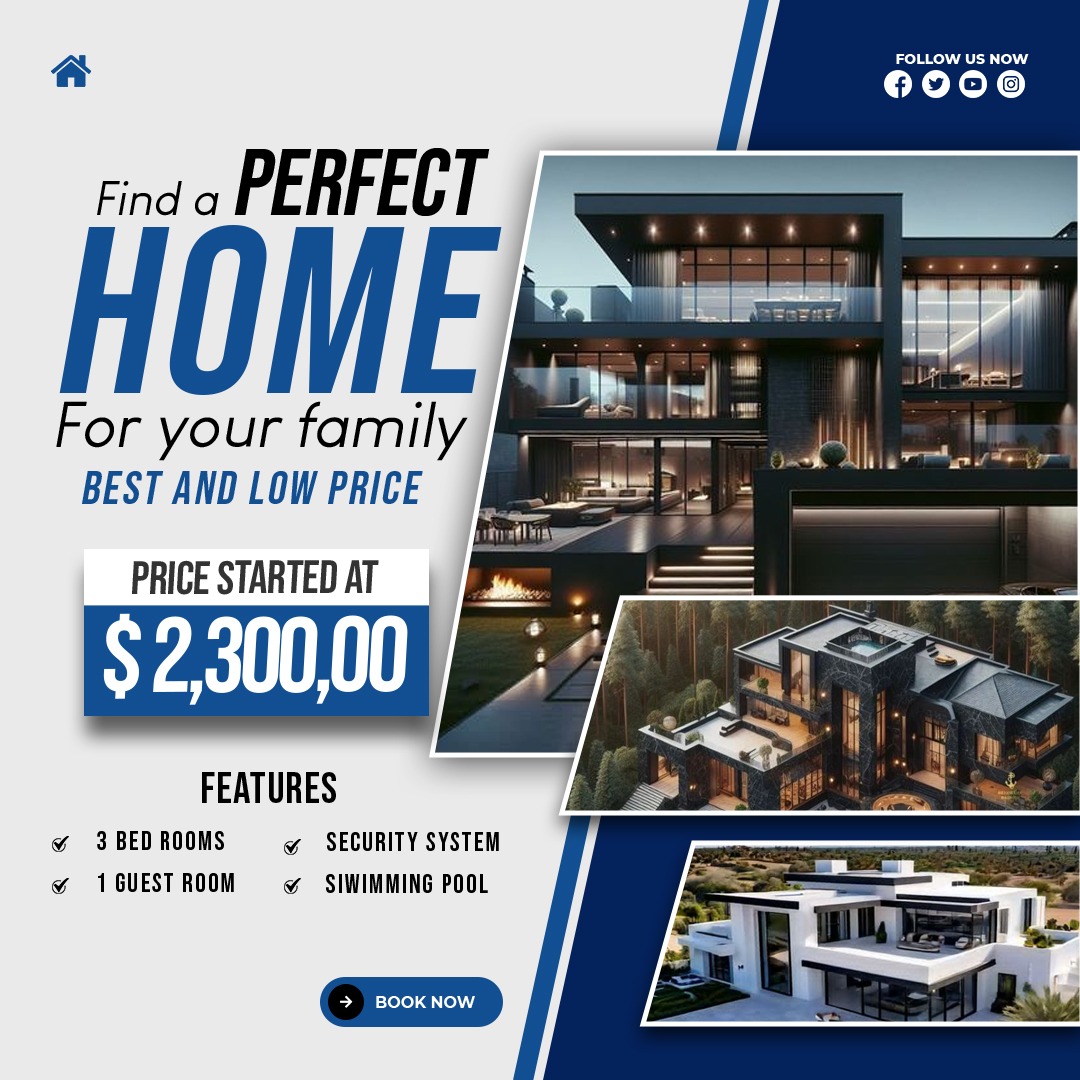 FOLLOW US NOW
Find a PERFECT
HOME
For your family
BEST AND LOW PRICE
PRICE STARTED AT
$ 2,300,00
FEATURES
3 BED ROOMS
SECURITY SYSTEM
1 GUEST ROOM
SIWIMMING POOL
BOOK NOW